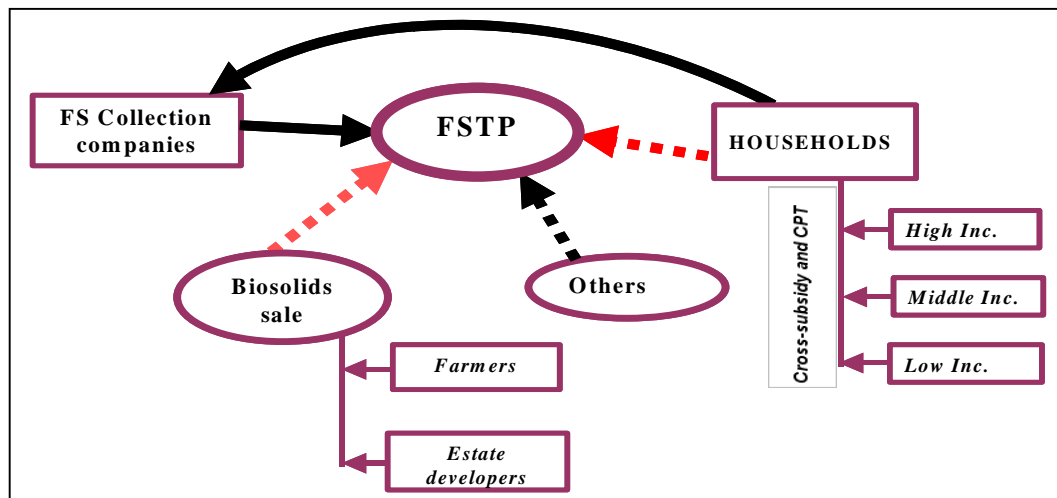 FS Collection
companies
FSTP
HOUSEHOLDS
Cross-subsidy and CPT
High Inc.
Middle Inc.
Low Inc.
Biosolids
sale
Others
Farmers
Estate
developers